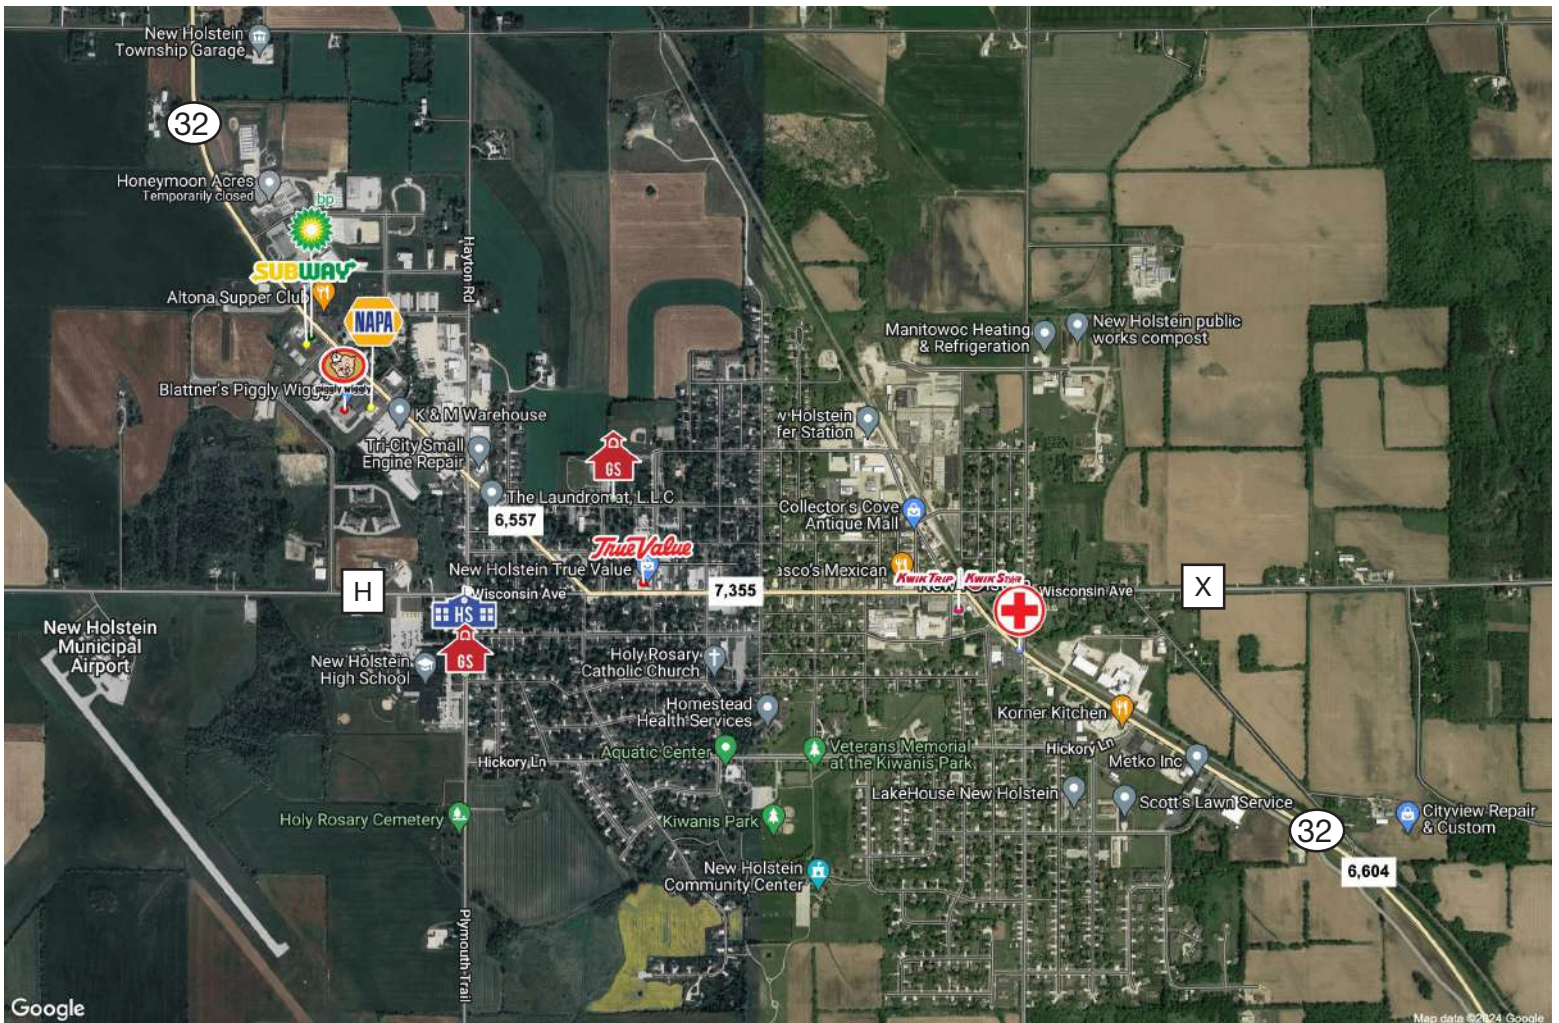 New Holstein
Township Garage
32
Honeymoon Acres
Temporarily closed
bp
Hayton Rd
SUBWAY
Altona Supper Club
NAPA
Manitowoc Heating
& Refrigeration
New Holstein public
works compost
piggly wiggly
Blattner's Piggly Wigg
K & M Warehouse
w Holstein
fer Station
Tri-City Small
Engine Repair
GS
The Laundromat, L.L.C
Collector's Cove
Antique Mall
6,557
True Value
New Holstein True Value
asco's Mexican
KWIK TRIP
KWIK STAR
H
Wisconsin Ave
7,355
Wisconsin Ave
X
HS
GS
New Holstein
Municipal
Airport
New Holstein
High School
Holy Rosary
Catholic Church
Homestead
Health Services
Korner Kitchen
Aquatic Center
Veterans Memorial
at the Kiwanis Park
Hickory Ln
Hickory Ln
Metko Inc
LakeHouse New Holstein
Scott's Lawn Service
Holy Rosary Cemetery
Kiwanis Park
32
Cityview Repair
& Custom
New Holstein
Community Center
6,604
Plymouth Trail
Google
Map data ©2024 Google